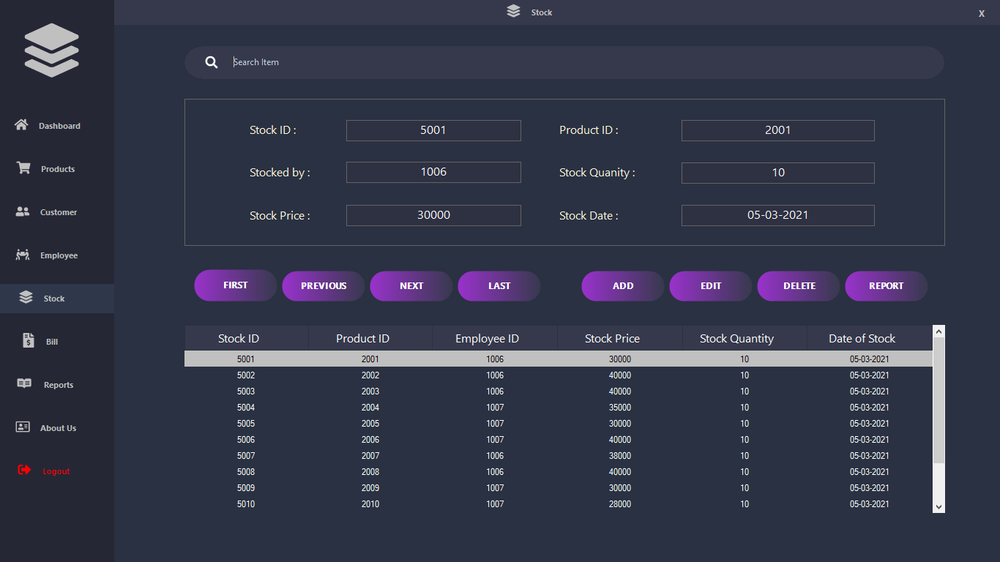 Stock
X
Search Item
Dashboard
Products
Customer
Employee
Stock
Bill
Reports
About Us
Logout
Stock ID : 5001 Product ID : 2001
Stocked by : 1006 Stock Quanity : 10
Stock Price : 30000 Stock Date : 05-03-2021
FIRST PREVIOUS NEXT LAST ADD EDIT DELETE REPORT
Stock ID Product ID Employee ID Stock Price Stock Quantity Date of Stock
5001 2001 1006 30000 10 05-03-2021
5002 2002 1006 40000 10 05-03-2021
5003 2003 1006 40000 10 05-03-2021
5004 2004 1007 35000 10 05-03-2021
5005 2005 1007 30000 10 05-03-2021
5006 2006 1007 40000 10 05-03-2021
5007 2007 1007 38000 10 05-03-2021
5008 2008 1006 40000 10 05-03-2021
5009 2009 1007 30000 10 05-03-2021
5010 2010 1007 28000 10 05-03-2021